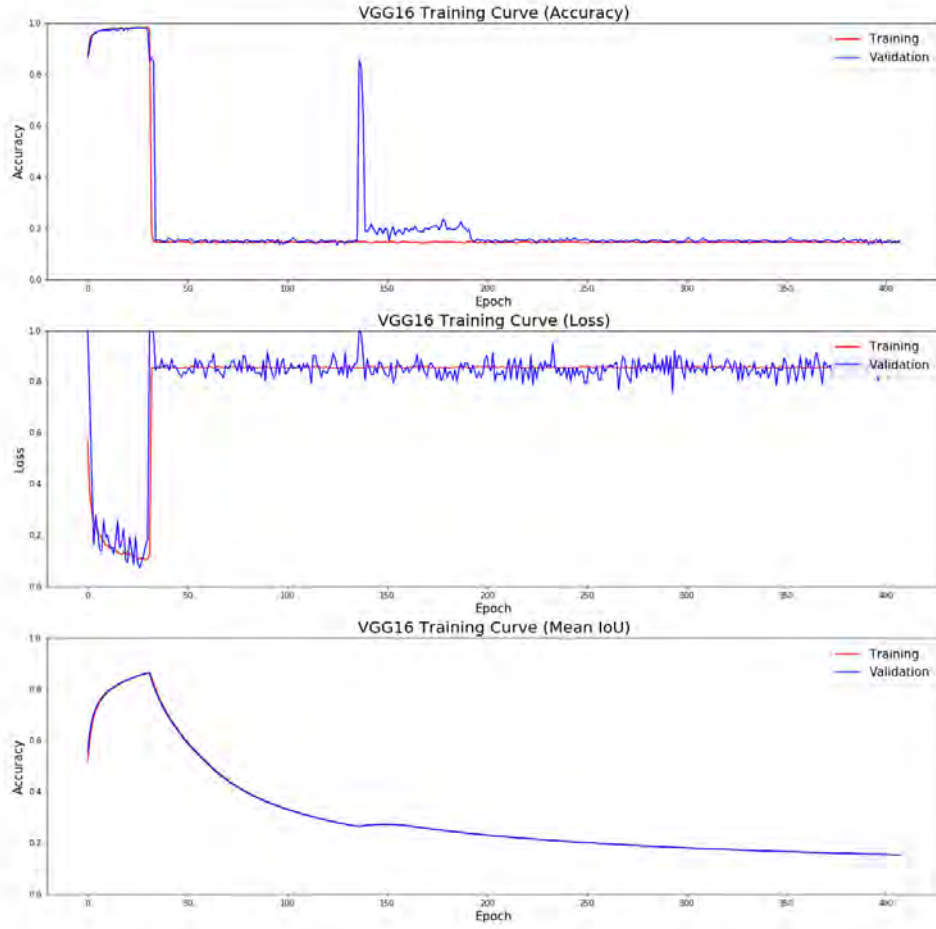 VGG16 Training Curve (Accuracy)
1.0
0.8
0.6
0.4
0.2
0.0
Accuracy
Training
Validation
0 50 100 150 200 250 300 350 400
Epoch
VGG16 Training Curve (Loss)
1.0
0.8
0.6
0.4
0.2
0.0
Loss
Training
Validation
0 50 100 150 200 250 300 350 400
Epoch
VGG16 Training Curve (Mean IoU)
1.0
0.8
0.6
0.4
0.2
0.0
Accuracy
Training
Validation
0 50 100 150 200 250 300 350 400
Epoch